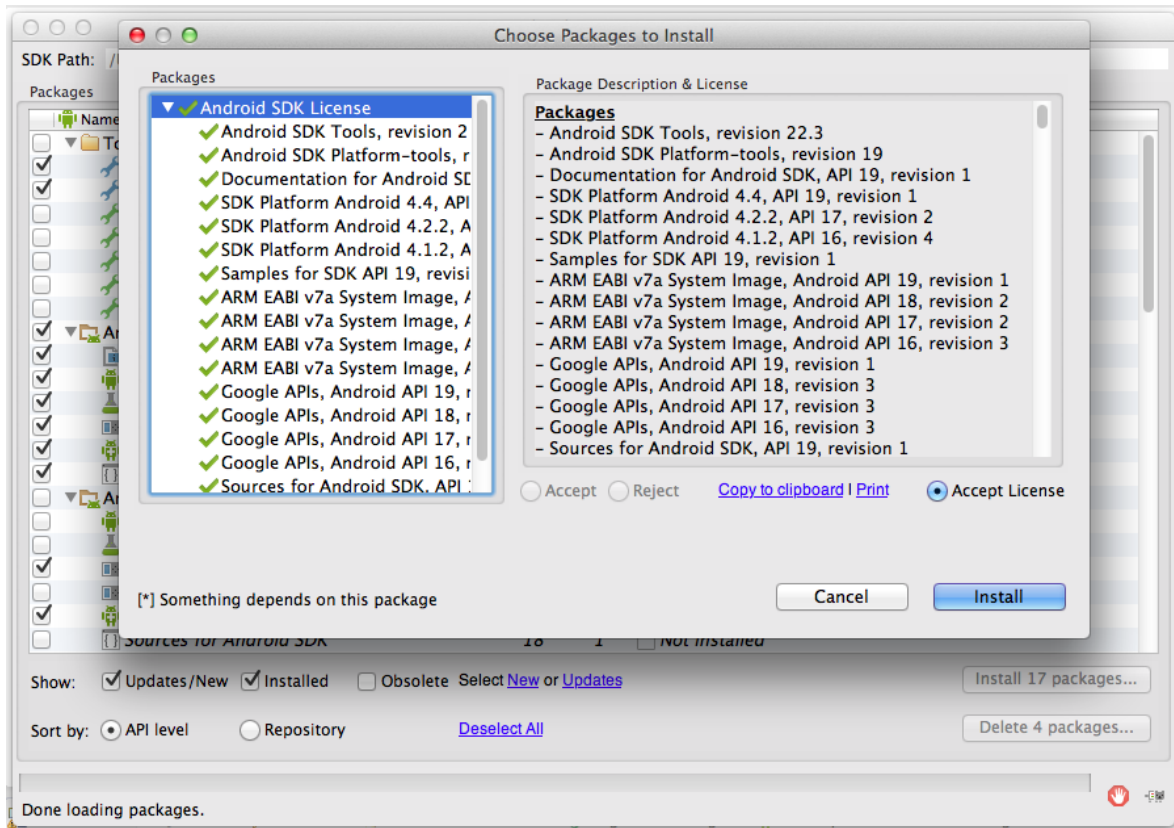 Choose Packages to Install
SDK Path:
Packages
Name
Packages
Android SDK License
Android SDK Tools, revision 2
Android SDK Platform-tools, r
Documentation for Android SD
SDK Platform Android 4.4, API
SDK Platform Android 4.2.2, A
SDK Platform Android 4.1.2, A
Samples for SDK API 19, revisi
ARM EABI v7a System Image, A
ARM EABI v7a System Image, A
ARM EABI v7a System Image, A
ARM EABI v7a System Image, A
Google APIs, Android API 19, r
Google APIs, Android API 18, r
Google APIs, Android API 17, r
Google APIs, Android API 16, r
Sources for Android SDK, API
Package Description & License
Packages
- Android SDK Tools, revision 22.3
- Android SDK Platform-tools, revision 19
- Documentation for Android SDK, API 19, revision 1
- SDK Platform Android 4.4, API 19, revision 1
- SDK Platform Android 4.2.2, API 17, revision 2
- SDK Platform Android 4.1.2, API 16, revision 4
- Samples for SDK API 19, revision 1
- ARM EABI v7a System Image, Android API 19, revision 1
- ARM EABI v7a System Image, Android API 18, revision 2
- ARM EABI v7a System Image, Android API 17, revision 2
- ARM EABI v7a System Image, Android API 16, revision 3
- Google APIs, Android API 19, revision 1
- Google APIs, Android API 18, revision 3
- Google APIs, Android API 17, revision 3
- Google APIs, Android API 16, revision 3
- Sources for Android SDK, API 19, revision 1
Accept Reject Copy to clipboard | Print Accept License
[*] Something depends on this package
Cancel Install
Sources for Android SDK 18 1 Not installed
Show: Updates/New Installed Obsolete Select New or Updates Install 17 packages...
Sort by: API level Repository Deselect All Delete 4 packages...
Done loading packages.